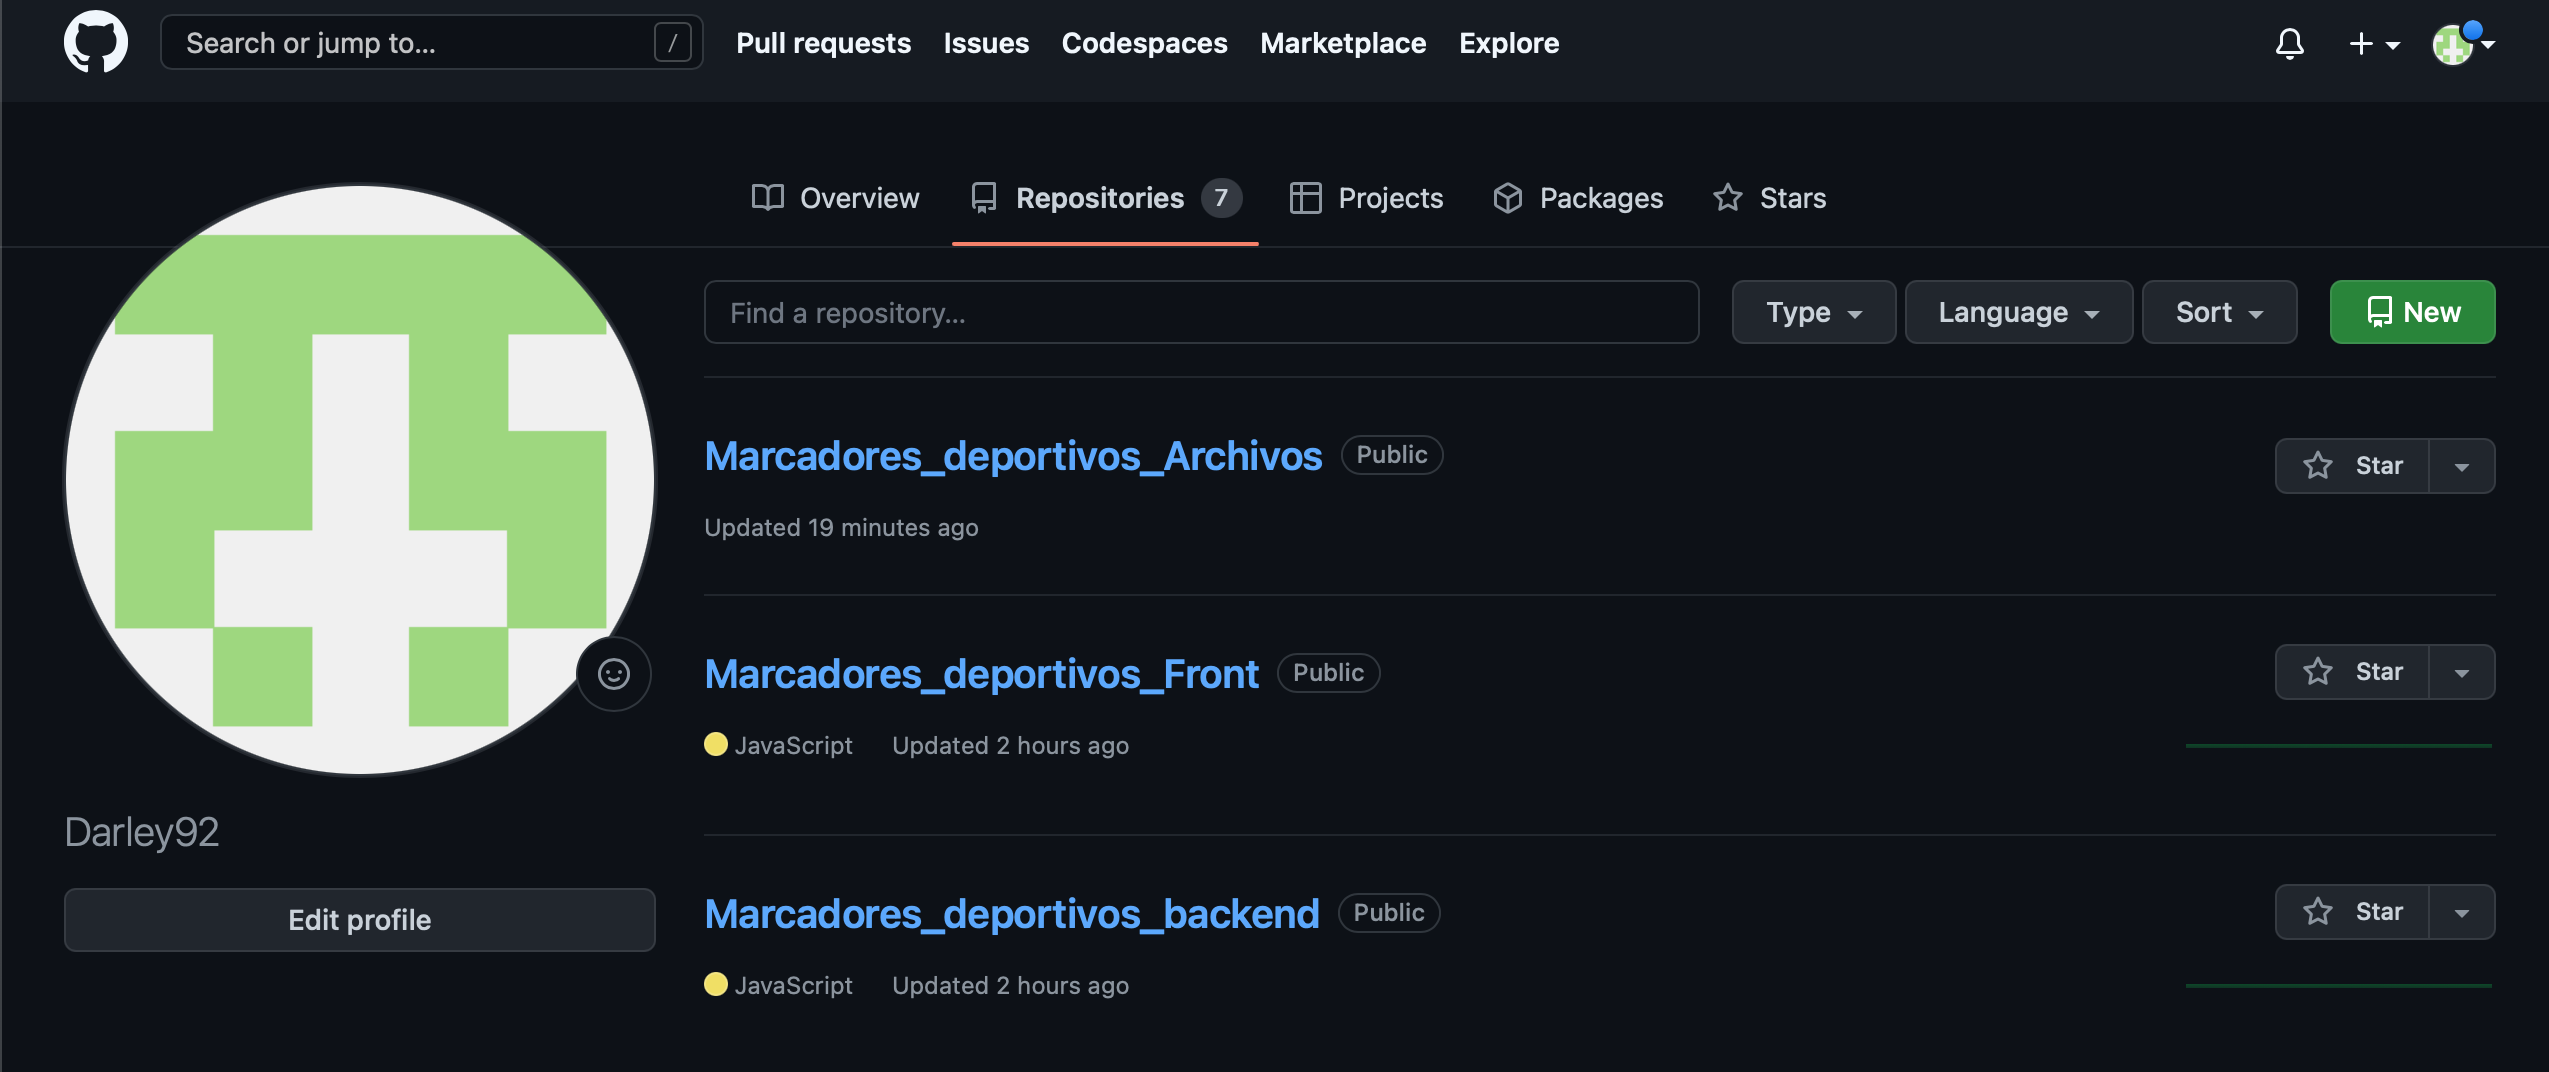 Search or jump to... / Pull requests Issues Codespaces Marketplace Explore
Overview Repositories 7 Projects Packages Stars
Find a repository... Type Language Sort New
Marcadores_deportivos_Archivos Public Star
Updated 19 minutes ago
Marcadores_deportivos_Front Public Star
JavaScript Updated 2 hours ago
Darley92
Edit profile
Marcadores_deportivos_backend Public Star
JavaScript Updated 2 hours ago